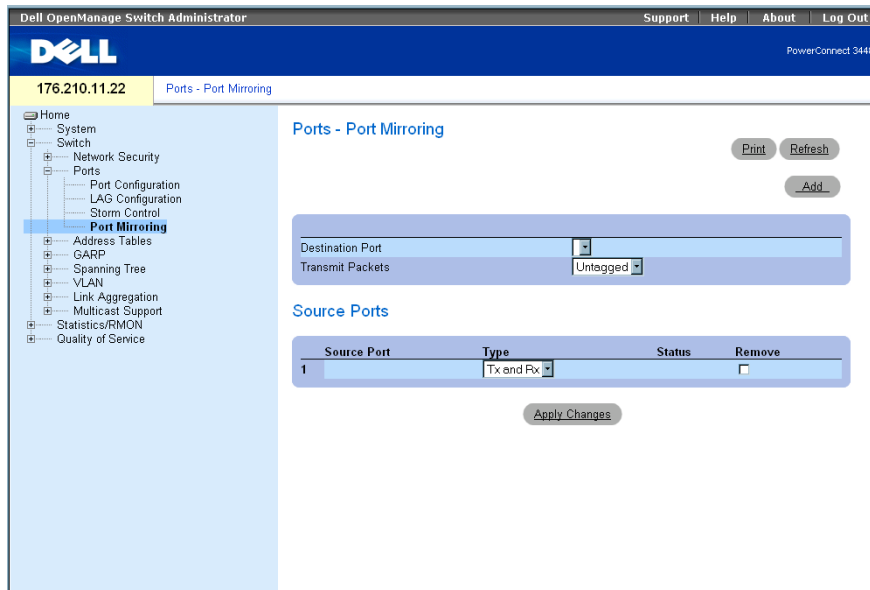 Dell OpenManage Switch Administrator
Support Help About Log Out
DELL
PowerConnect 344
176.210.11.22
Ports - Port Mirroring
Home
System
Switch
Network Security
Ports
Port Configuration
LAG Configuration
Storm Control
Port Mirroring
Address Tables
GARP
Spanning Tree
VLAN
Link Aggregation
Multicast Support
Statistics/RMON
Quality of Service
Ports - Port Mirroring
Print Refresh
Add
Destination Port
Transmit Packets Untagged
Source Ports
Source Port Type Status Remove
1 Tx and Rx
Apply Changes